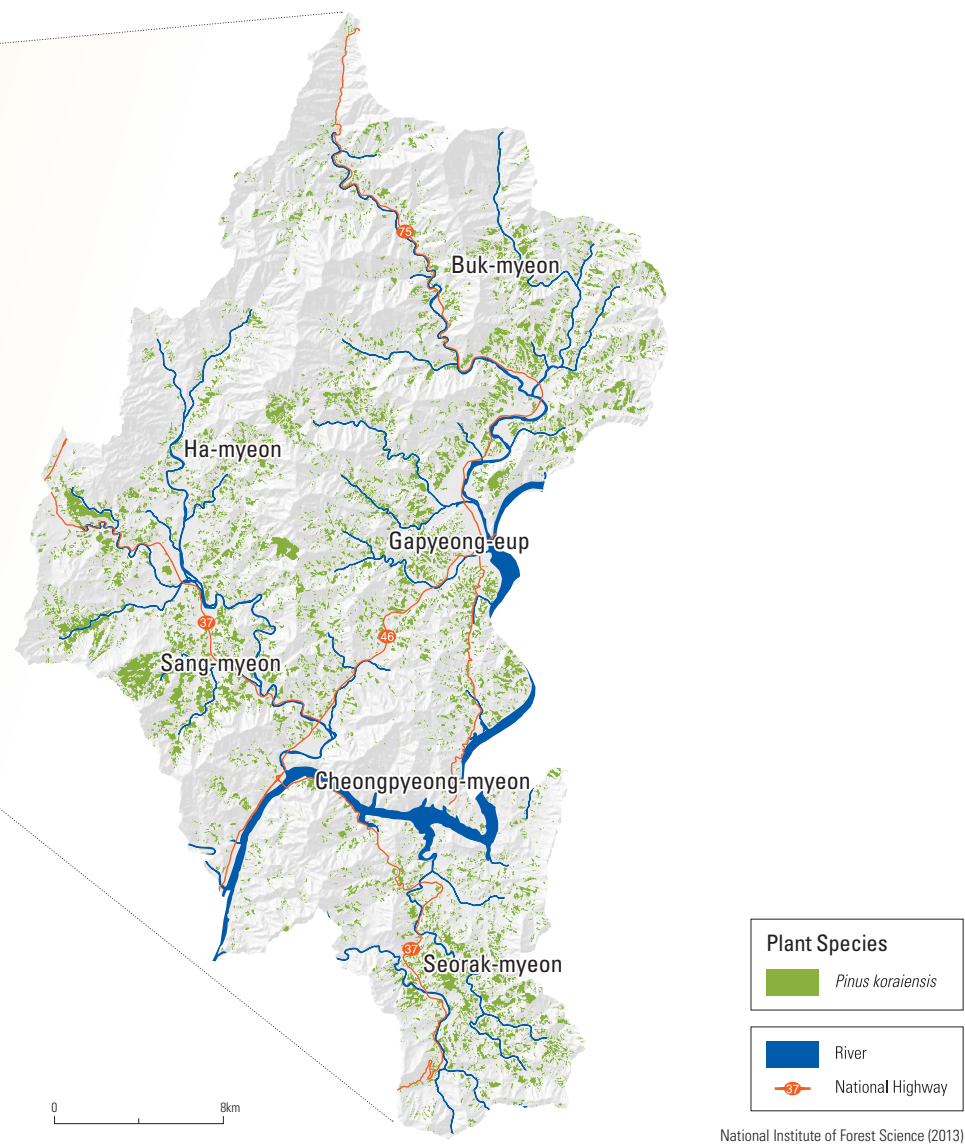 75
Buk-myeon
Ha-myeon
Gapyeong-eup
37
46
Sang-myeon
Cheongpyeong-myeon
37
Seorak-myeon
Plant Species
Pinus koraiensis
River
37 National Highway
0 8km
National Institute of Forest Science (2013)